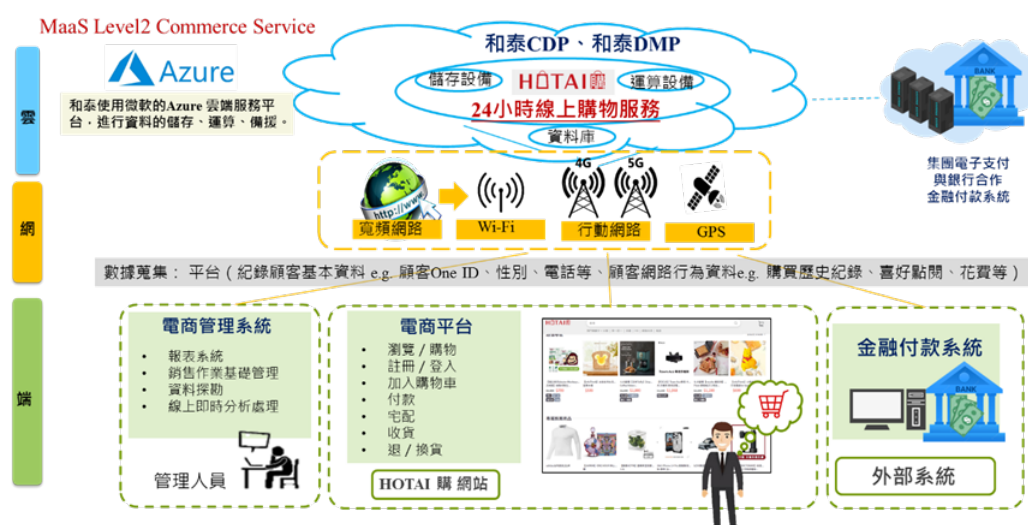 MaaS Level2 Commerce Service
雲
Azure
和泰使用微軟的Azure 雲端服務平
台，進行資料的儲存、運算、備援。
和泰CDP、和泰DMP
儲存設備
HOTAI購
運算設備
24小時線上購物服務
資料庫
BANK
集團電子支付
與銀行合作
金融付款系統
網
http://www.
寬頻網路
Wi-Fi
4G
5G
行動網路
GPS
數據蒐集： 平台（紀錄顧客基本資料 e.g. 顧客One ID、性別、電話等、顧客網路行為資料e.g. 購買歷史紀錄、喜好點閱、花費等）
端
電商管理系統
• 報表系統
• 銷售作業基礎管理
• 資料探勘
• 線上即時分析處理
管理人員
電商平台
• 瀏覽 / 購物
• 註冊 / 登入
• 加入購物車
• 付款
• 宅配
• 收貨
• 退 / 換貨
HOTAI 購 網站
HOTAI購
金融付款系統
BANK
外部系統